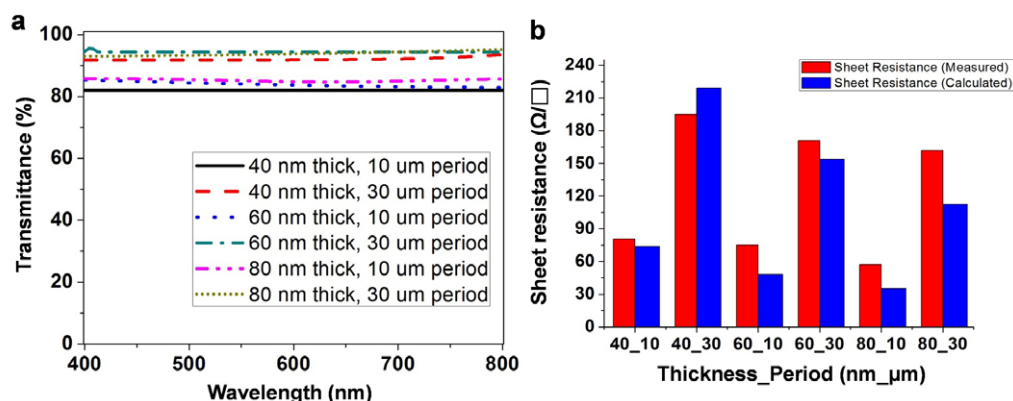 a
Transmittance (%)
100
80
60
40
20
0
40 nm thick, 10 um period
40 nm thick, 30 um period
60 nm thick, 10 um period
60 nm thick, 30 um period
80 nm thick, 10 um period
80 nm thick, 30 um period
400 500 600 700 800
Wavelength (nm)
b
Sheet resistance (Ω/□)
240
210
180
150
120
90
60
30
0
Sheet Resistance (Measured)
Sheet Resistance (Calculated)
40_10 40_30 60_10 60_30 80_10 80_30
Thickness_Period (nm_µm)